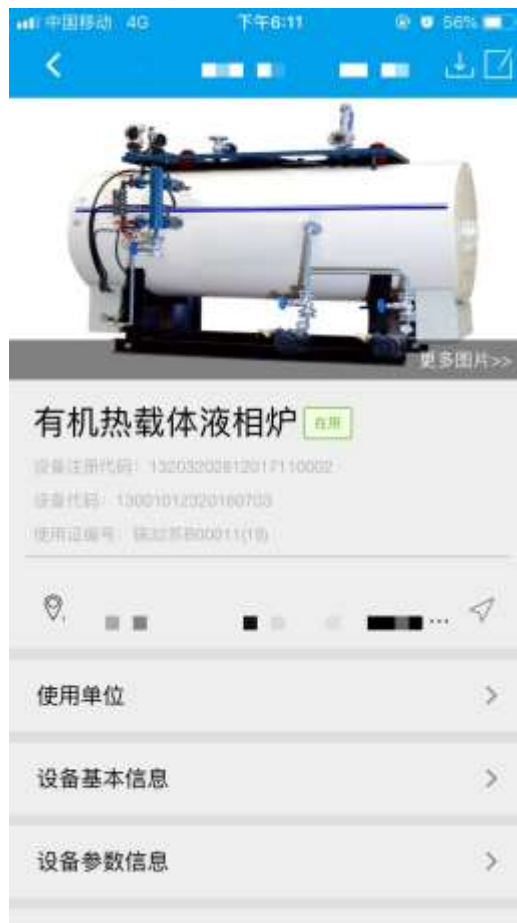 中国移动 4G 下午6:11 56%
更多图片>>
有机热载体液相炉 在用
设备注册代码：13203202812017110002
设备代码：13001012320160703
使用证编号：
使用单位
设备基本信息
设备参数信息